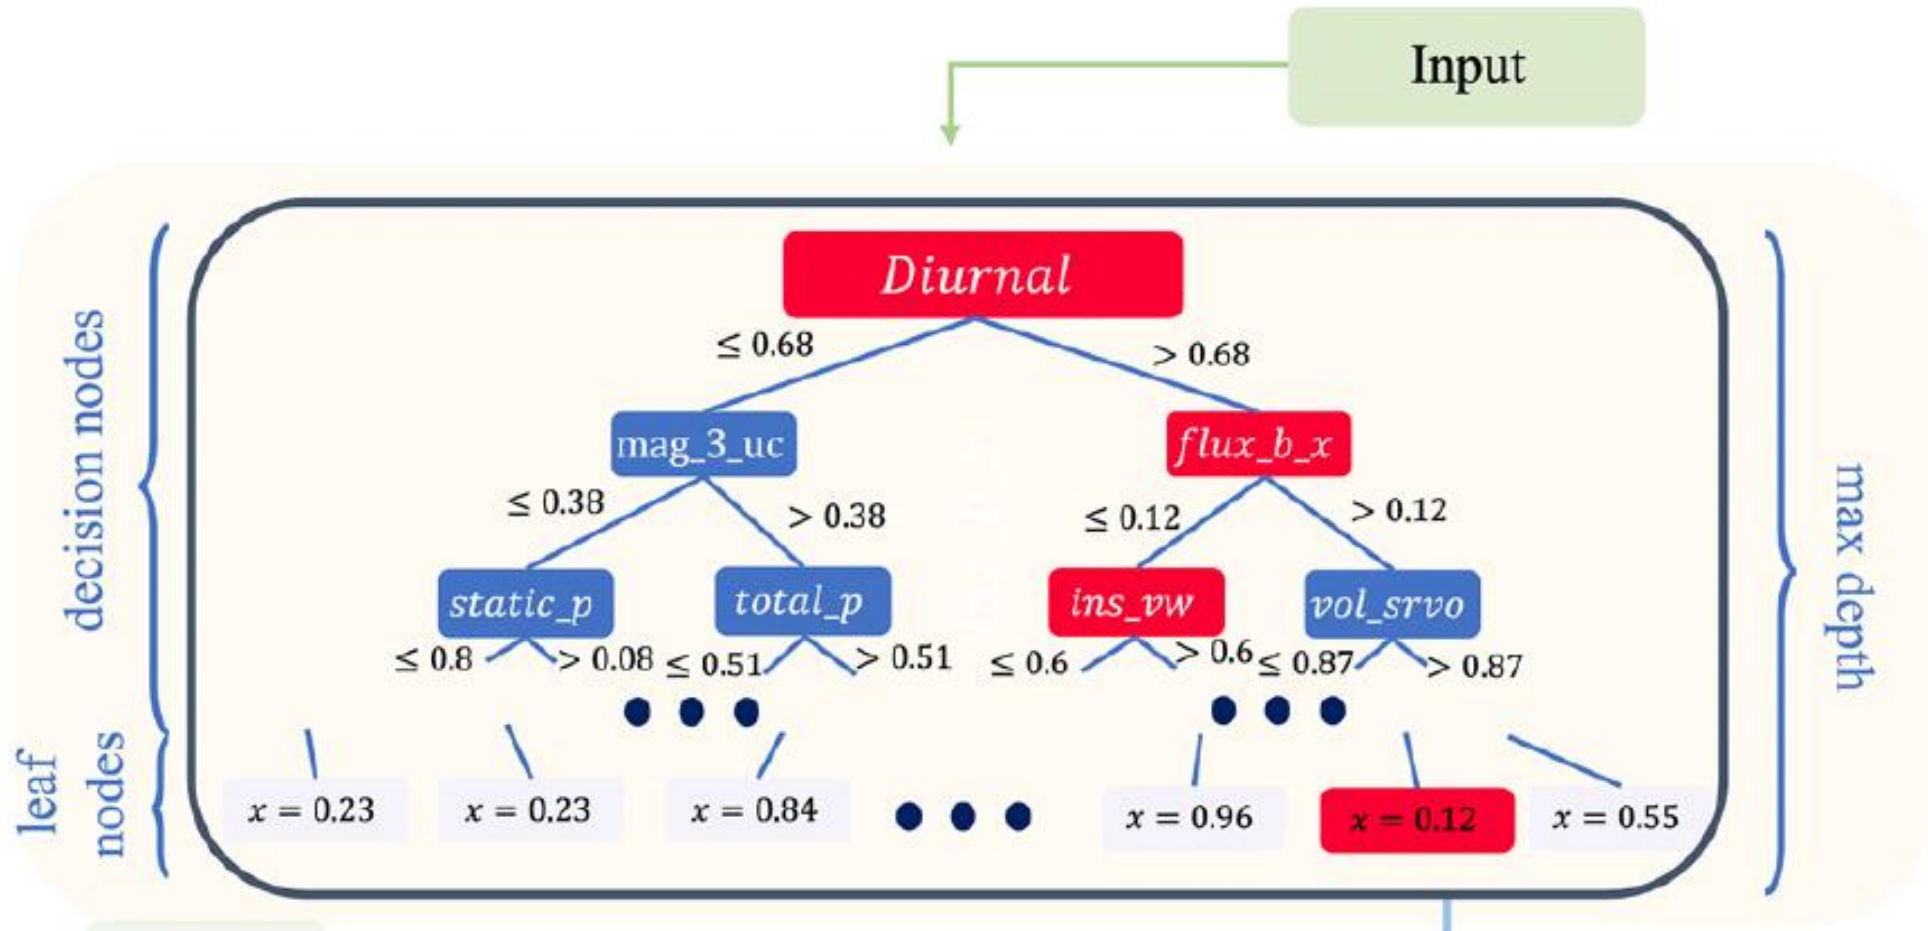 Input
Diurnal
≤ 0.68
> 0.68
mag_3_uc
flux_b_x
≤ 0.38
> 0.38
≤ 0.12
> 0.12
static_p
total_p
ins_vw
vol_srvo
≤ 0.8
> 0.08
≤ 0.51
> 0.51
≤ 0.6
> 0.6
≤ 0.87
> 0.87
x = 0.23
x = 0.23
x = 0.84
x = 0.96
x = 0.12
x = 0.55
decision nodes
leaf
nodes
max depth